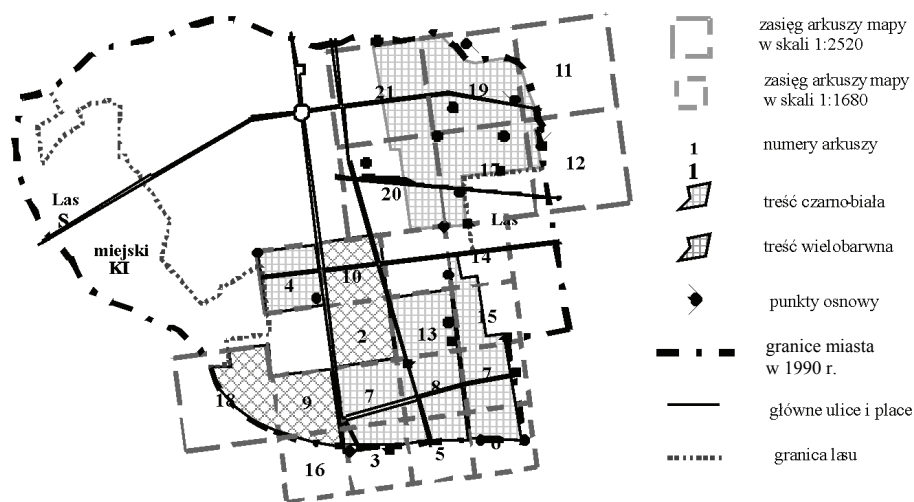 zasięg arkuszy mapy
w skali 1:2520
zasięg arkuszy mapy
w skali 1:1680
numery arkuszy
1
1
treść czarno-biała
treść wielobarwna
punkty osnowy
granice miasta
w 1990 r.
główne ulice i place
granica lasu
11
21
19
12
17
20
Las
S
Las
miejski
KI
14
10
4
15
2
13
7
7
8
18
9
16
3
5
6